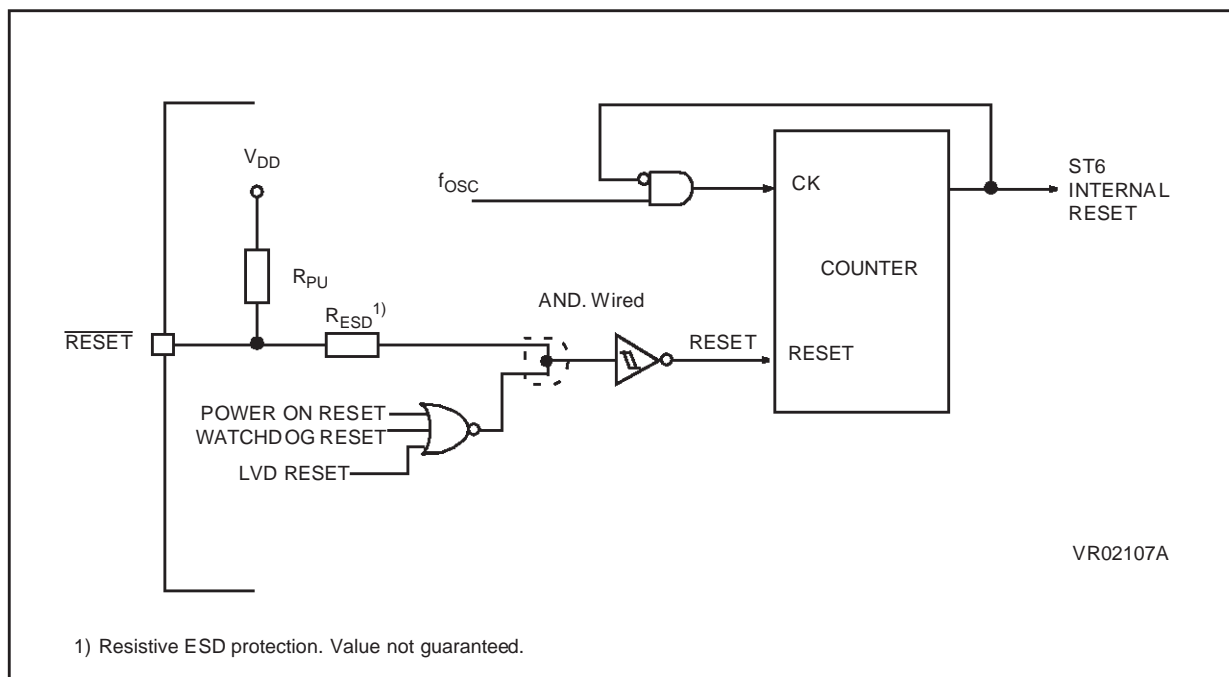 V_DD
f_OSC
CK
ST6
INTERNAL
RESET
COUNTER
R_PU
AND. Wired
R_ESD 1)
RESET
RESET
RESET
POWER ON RESET
WATCHDOG RESET
LVD RESET
VR02107A
1) Resistive ESD protection. Value not guaranteed.